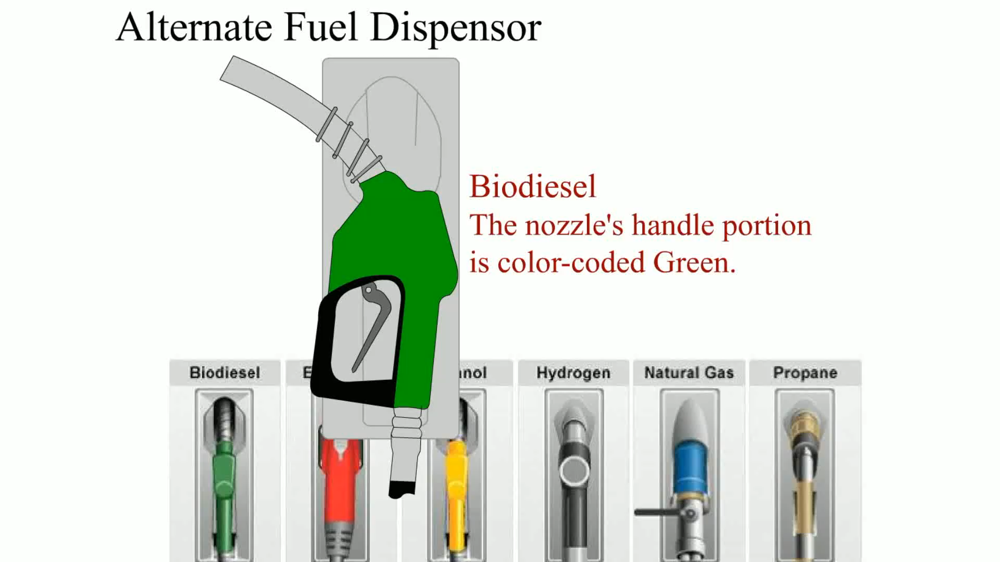 Alternate Fuel Dispensor
Biodiesel
The nozzle's handle portion
is color-coded Green.
Biodiesel
Hydrogen
Natural Gas
Propane